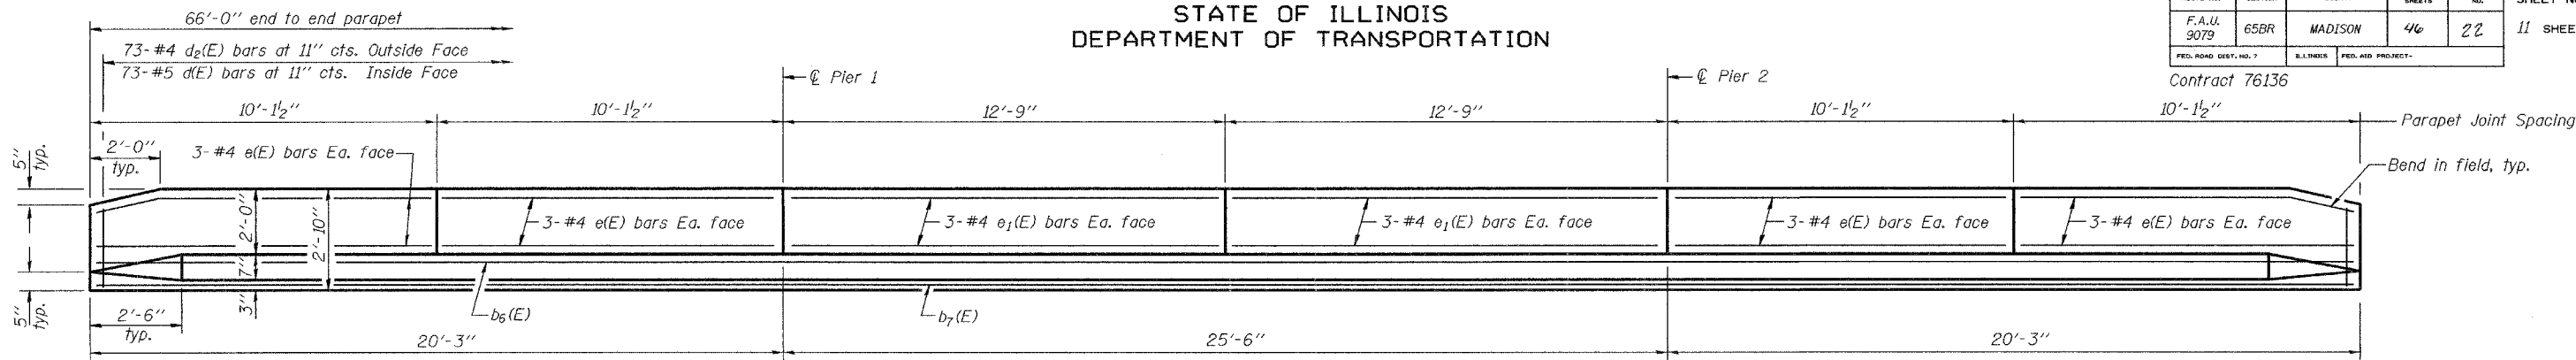 STATE OF ILLINOIS
DEPARTMENT OF TRANSPORTATION
SHEETS NO. SHEET NO
F.A.U. 9079 65BR MADISON 46 22 11 SHEE
FED. ROAD DIST. NO. 7 ILLINOIS FED. AID PROJECT-
Contract 76136
66'-0" end to end parapet
73-#4 d2(E) bars at 11" cts. Outside Face
73-#5 d(E) bars at 11" cts. Inside Face
℄ Pier 1
℄ Pier 2
10'-1½" 10'-1½" 12'-9" 12'-9" 10'-1½" 10'-1½"
Parapet Joint Spacing
5" typ.
2'-0" typ.
3-#4 e(E) bars Ea. face
Bend in field, typ.
2'-0"
2'-10"
7"
3"
3-#4 e(E) bars Ea. face
3-#4 e1(E) bars Ea. face
3-#4 e1(E) bars Ea. face
3-#4 e(E) bars Ea. face
3-#4 e(E) bars Ea. face
5" typ.
2'-6" typ.
b6(E)
b7(E)
20'-3" 25'-6" 20'-3"